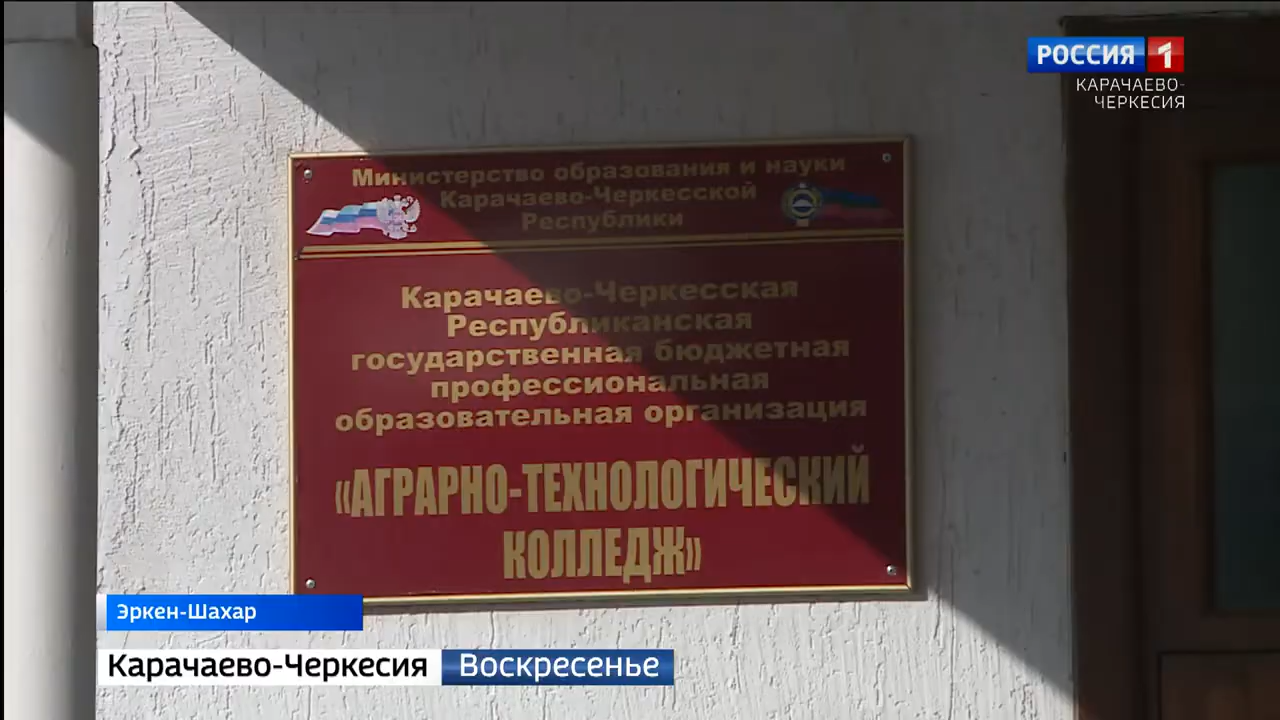 РОССИЯ 1
КАРАЧАЕВО-
ЧЕРКЕСИЯ
Министерство образования и науки
Карачаево-Черкесской
Республики
Карачаево-Черкесская
Республиканская
государственная бюджетная
профессиональная
образовательная организация
«АГРАРНО-ТЕХНОЛОГИЧЕСКИЙ
КОЛЛЕДЖ»
Эркен-Шахар
Карачаево-Черкесия Воскресенье